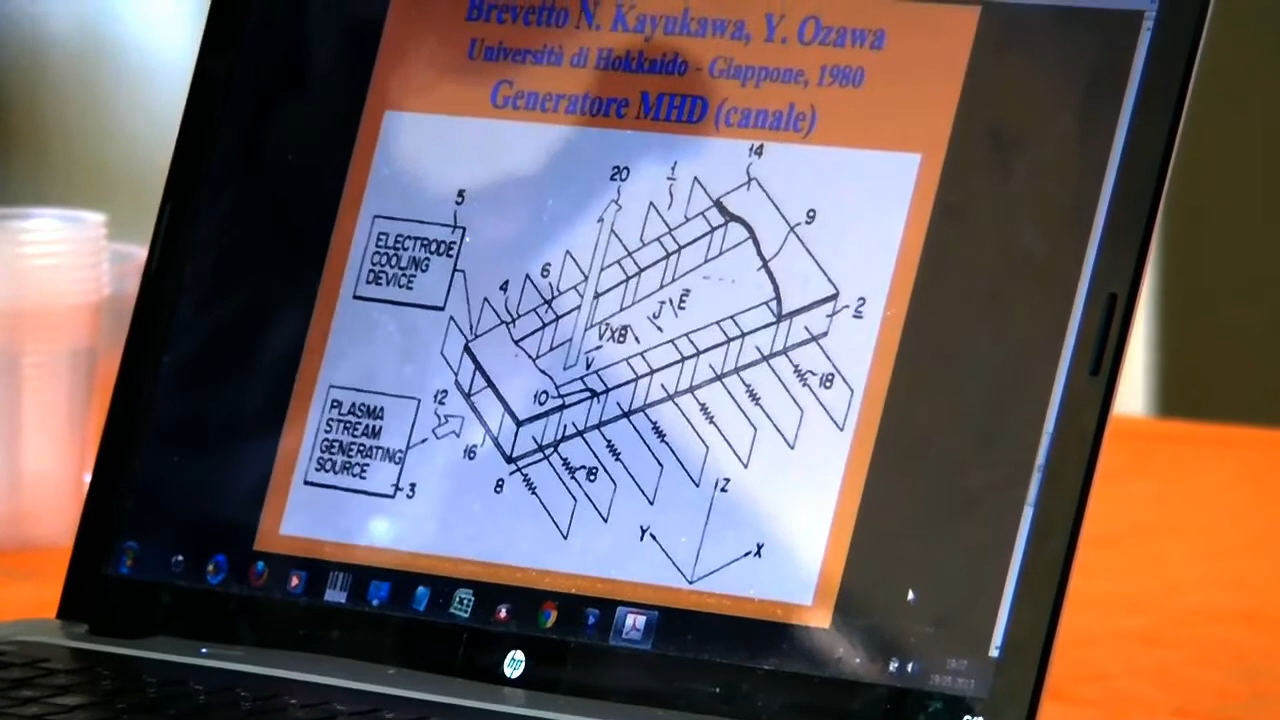 Brevetto N. Kayukawa, Y. Ozawa
Università di Hokkaido - Giappone, 1980
Generatore MHD (canale)
14
20
1
5
9
ELECTRODE
COOLING
DEVICE
6
4
2
J
E
VXB
V
18
10
12
PLASMA
STREAM
GENERATING
SOURCE
16
3
8
18
Z
Y
X
hp